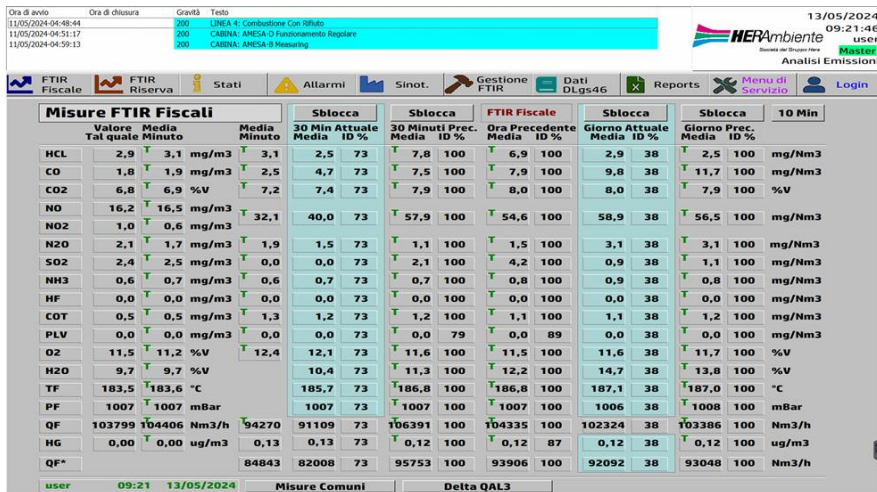 Ora di avvio Ora di chiusura Gravità Testo
11/05/2024-04:48:44 200 LINEA 4: Combustione Con Rifiuto
11/05/2024-04:51:17 200 CABINA: AMESA-D Funzionamento Regolare
11/05/2024-04:59:13 200 CABINA: AMESA-B Measuring
13/05/2024
09:21:46
HERAmbiente
user
Società del Gruppo Hera
Master
Analisi Emissioni
FTIR Fiscale FTIR Riserva Stati Allarmi Sinot. Gestione FTIR Dati DLgs46 Reports Menu di Servizio Login
Misure FTIR Fiscali Sblocca Sblocca FTIR Fiscale Sblocca Sblocca 10 Min
Valore Media Media 30 Min Attuale 30 Minuti Prec. Ora Precedente Giorno Attuale Giorno Prec.
Tal quale Minuto Minuto Media ID % Media ID % Media ID % Media ID % Media ID %
HCL 2,9 T 3,1 mg/m3 T 3,1 2,5 73 T 7,8 100 T 6,9 100 2,9 38 T 2,5 100 mg/Nm3
CO 1,8 T 1,9 mg/m3 T 2,5 4,7 73 T 7,5 100 T 7,9 100 9,8 38 T 11,7 100 mg/Nm3
CO2 6,8 T 6,9 %V T 7,2 7,4 73 T 7,9 100 T 8,0 100 8,0 38 T 7,9 100 %V
NO 16,2 T 16,5 mg/m3
T 32,1 40,0 73 T 57,9 100 T 54,6 100 58,9 38 T 56,5 100 mg/Nm3
NO2 1,0 T 0,6 mg/m3
N2O 2,1 T 1,7 mg/m3 T 1,9 1,5 73 T 1,1 100 T 1,5 100 3,1 38 T 3,1 100 mg/Nm3
SO2 2,4 T 2,5 mg/m3 T 0,0 0,0 73 T 2,1 100 T 4,2 100 0,9 38 T 1,1 100 mg/Nm3
NH3 0,6 T 0,7 mg/m3 T 0,6 0,7 73 T 0,7 100 T 0,8 100 0,9 38 T 0,8 100 mg/Nm3
HF 0,0 T 0,0 mg/m3 T 0,0 0,0 73 T 0,0 100 T 0,0 100 0,0 38 T 0,0 100 mg/Nm3
COT 0,5 T 0,5 mg/m3 T 1,3 1,2 73 T 1,2 100 T 1,1 100 1,1 38 T 1,2 100 mg/Nm3
PLV 0,0 T 0,0 mg/m3 T 0,0 0,0 73 T 0,0 79 T 0,0 89 0,0 38 T 0,0 100 mg/Nm3
O2 11,5 T 11,2 %V T 12,4 12,1 73 T 11,6 100 T 11,5 100 11,6 38 T 11,7 100 %V
H2O 9,7 T 9,7 %V 10,4 73 T 11,3 100 T 12,2 100 14,7 38 T 13,8 100 %V
TF 183,5 T 183,6 °C 185,7 73 T 186,8 100 T 186,8 100 187,1 38 T 187,0 100 °C
PF 1007 T 1007 mBar 1007 73 T 1007 100 T 1007 100 1006 38 T 1008 100 mBar
QF 103799 T 104406 Nm3/h T 94270 91109 73 T 106391 100 T 104335 100 102324 38 T 103386 100 Nm3/h
HG 0,00 T 0,00 ug/m3 0,13 0,13 73 T 0,12 100 T 0,12 87 0,12 38 T 0,12 100 ug/m3
QF* 84843 82008 73 95753 100 93906 100 92092 38 93048 100 Nm3/h
user 09:21 13/05/2024 Misure Comuni Delta QAL3